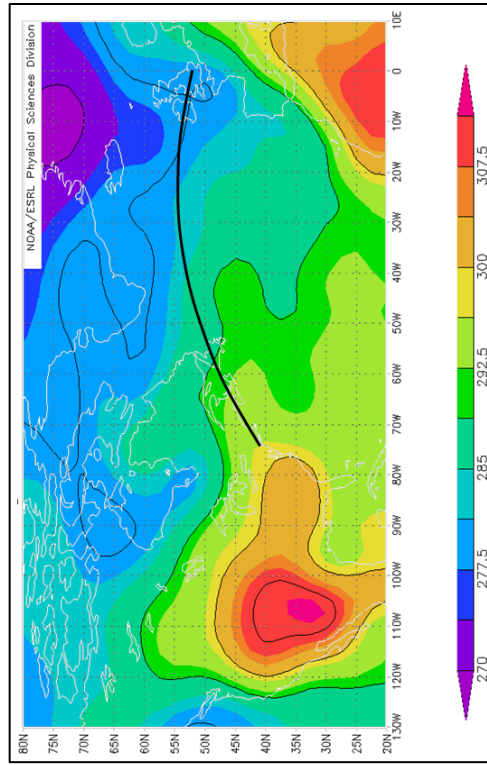 NOAA/ESRL Physical Sciences Division
80N
75N
70N
65N
60N
55N
50N
45N
40N
35N
30N
25N
20N
130W 120W 110W 100W 90W 80W 70W 60W 50W 40W 30W 20W 10W 0 10E
270 277.5 285 292.5 300 307.5